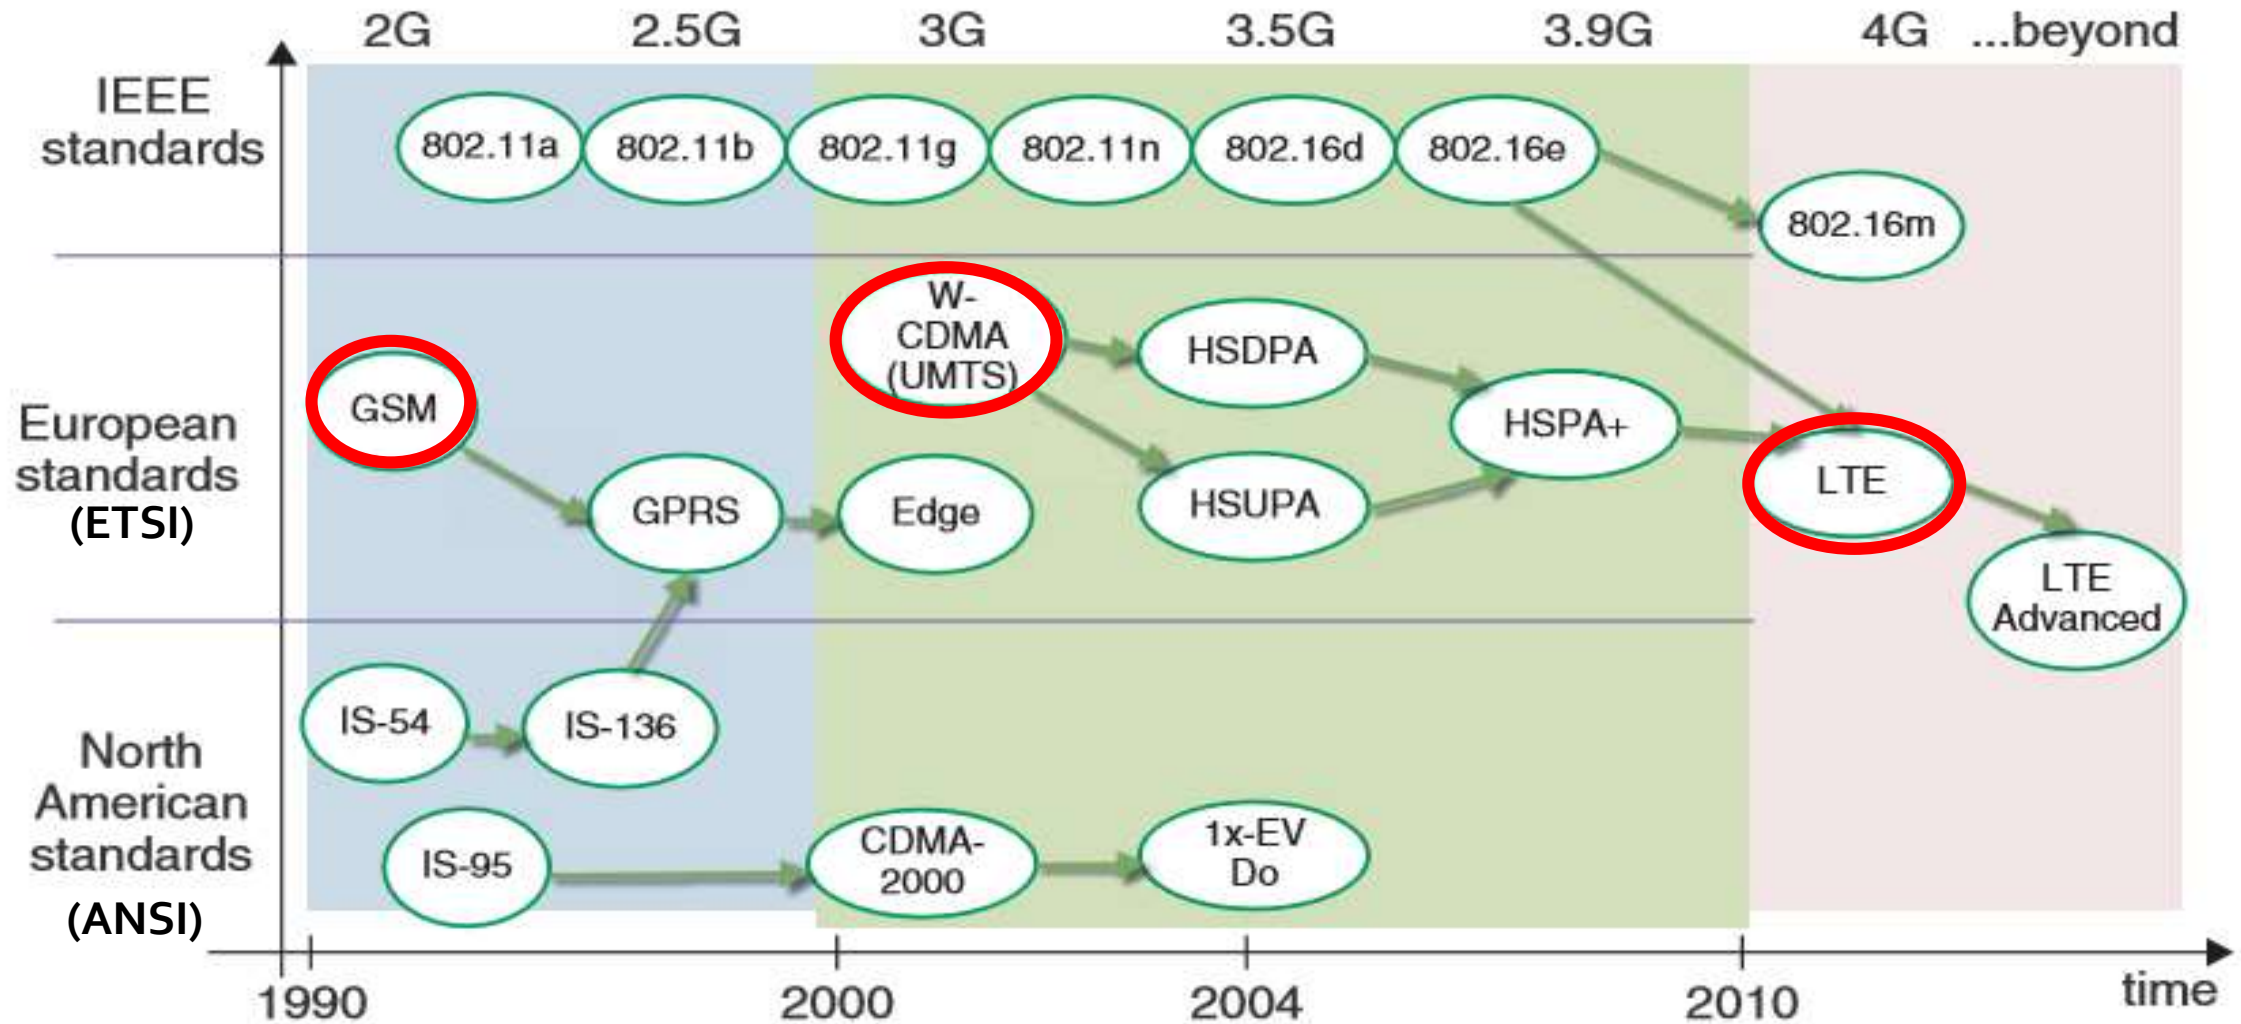 2G 2.5G 3G 3.5G 3.9G 4G ...beyond
IEEE
standards
802.11a 802.11b 802.11g 802.11n 802.16d 802.16e
802.16m
European
standards
(ETSI)
GSM
W-
CDMA
(UMTS)
HSDPA
HSPA+
LTE
GPRS
Edge
HSUPA
LTE
Advanced
North
American
standards
(ANSI)
IS-54
IS-136
IS-95
CDMA-
2000
1x-EV
Do
1990 2000 2004 2010 time